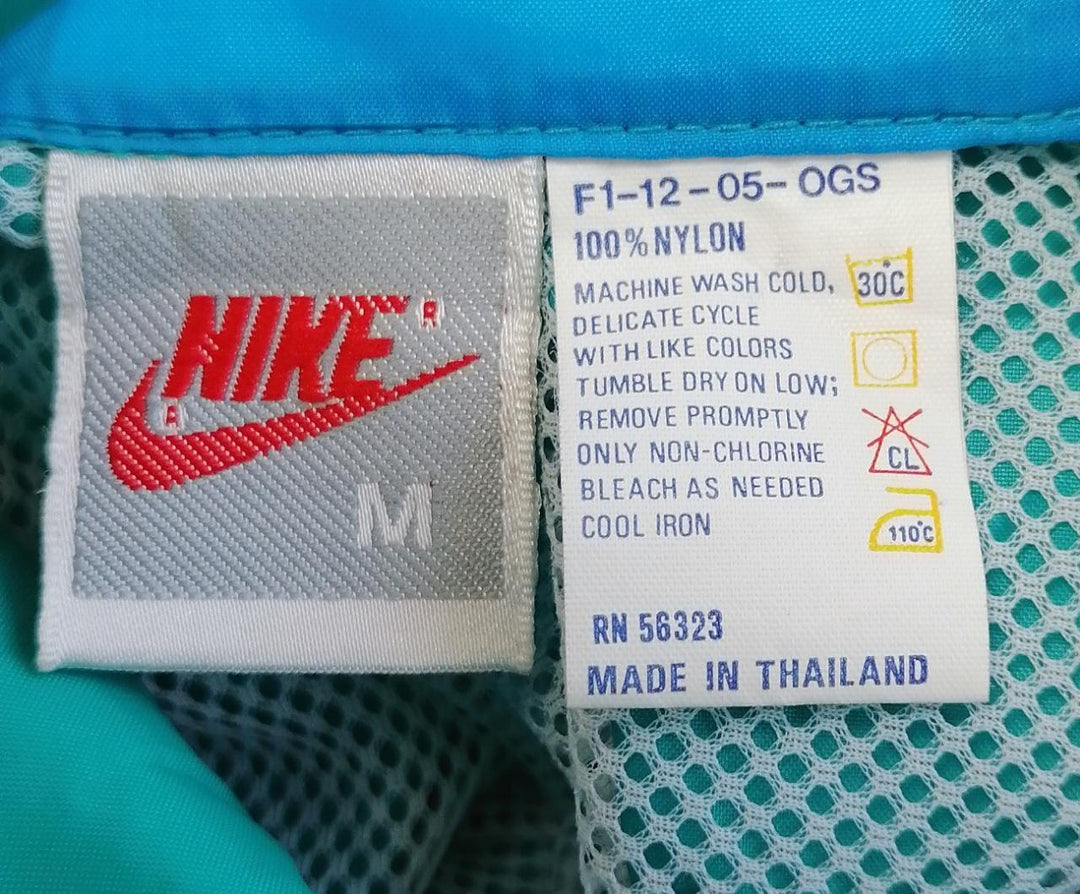 NIKE
R
R
M
F1-12-05-OGS
100% NYLON
MACHINE WASH COLD,
DELICATE CYCLE
WITH LIKE COLORS
TUMBLE DRY ON LOW;
REMOVE PROMPTLY
ONLY NON-CHLORINE
BLEACH AS NEEDED
COOL IRON
30°C
CL
110°C
RN 56323
MADE IN THAILAND